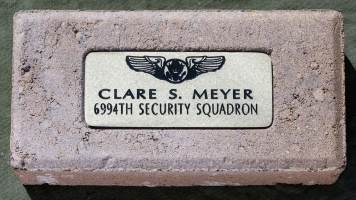 CLARE S. MEYER
6994TH SECURITY SQUADRON